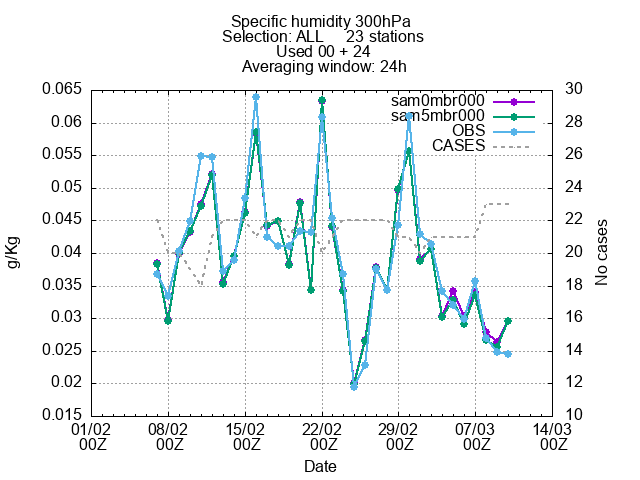 Specific humidity 300hPa
Selection: ALL 23 stations
Used 00 + 24
Averaging window: 24h
0.065
0.06
0.055
0.05
0.045
0.04
0.035
0.03
0.025
0.02
0.015
g/Kg
30
28
26
24
22
20
18
16
14
12
10
No cases
sam0mbr000
sam5mbr000
OBS
CASES
01/02 08/02 15/02 22/02 29/02 07/03 14/03
00Z 00Z 00Z 00Z 00Z 00Z 00Z
Date